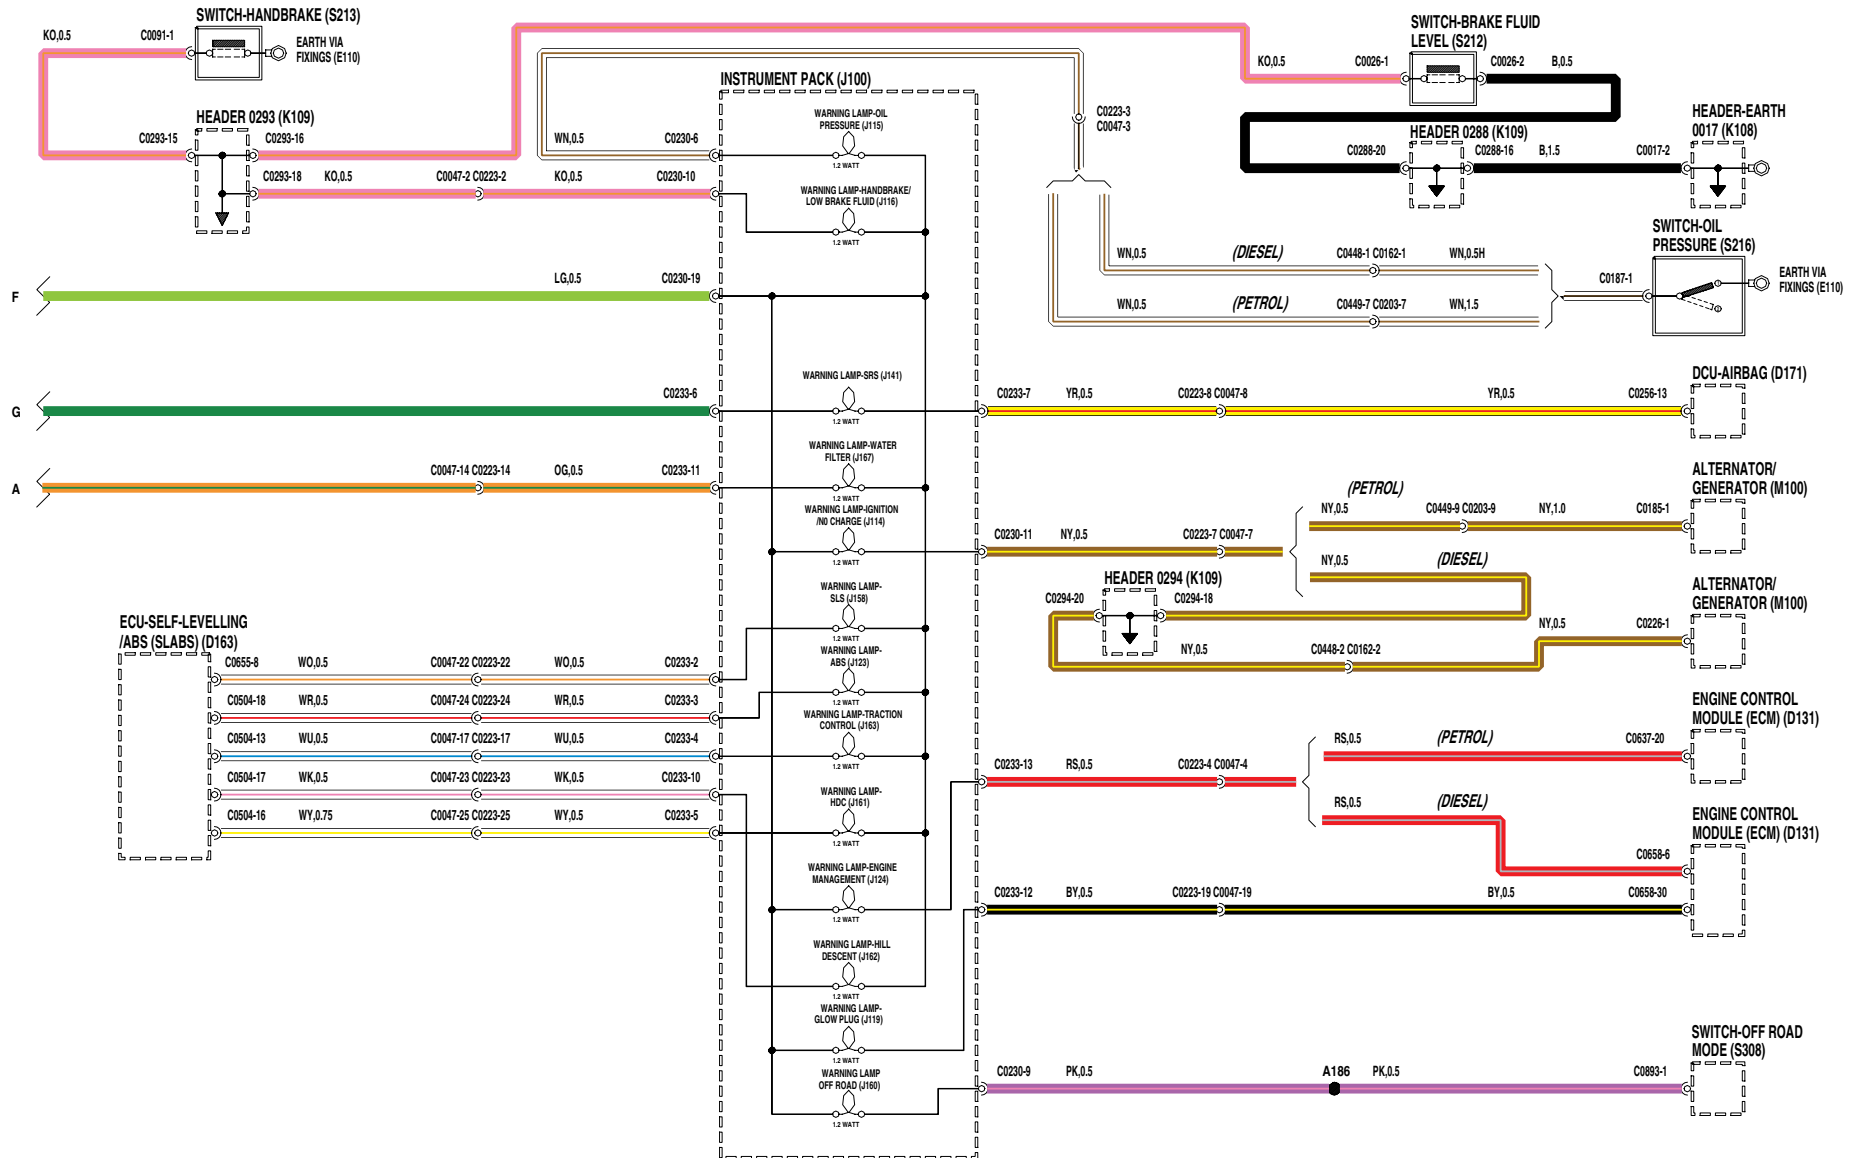 SWITCH-HANDBRAKE (S213)
KO,0.5
C0091-1
EARTH VIA
FIXINGS (E110)
HEADER 0293 (K109)
C0293-15
C0293-16
C0293-18
KO,0.5
C0047-2 C0223-2
KO,0.5
C0230-10
WN,0.5
C0230-6
INSTRUMENT PACK (J100)
WARNING LAMP-OIL
PRESSURE (J115)
1.2 WATT
WARNING LAMP-HANDBRAKE/
LOW BRAKE FLUID (J116)
1.2 WATT
C0223-3
C0047-3
KO,0.5
C0026-1
SWITCH-BRAKE FLUID
LEVEL (S212)
C0026-2
B,0.5
HEADER 0288 (K109)
C0288-20
C0288-16
B,1.5
C0017-2
HEADER-EARTH
0017 (K108)
SWITCH-OIL
PRESSURE (S216)
WN,0.5
(DIESEL)
C0448-1 C0162-1
WN,0.5H
C0187-1
EARTH VIA
FIXINGS (E110)
WN,0.5
(PETROL)
C0449-7 C0203-7
WN,1.5
F
LG,0.5
C0230-19
G
C0233-6
WARNING LAMP-SRS (J141)
1.2 WATT
C0233-7
YR,0.5
C0223-8 C0047-8
YR,0.5
C0256-13
DCU-AIRBAG (D171)
A
C0047-14 C0223-14
OG,0.5
C0233-11
WARNING LAMP-WATER
FILTER (J167)
1.2 WATT
WARNING LAMP-IGNITION
/N0 CHARGE (J114)
1.2 WATT
C0230-11
NY,0.5
C0223-7 C0047-7
(PETROL)
NY,0.5
C0449-9 C0203-9
NY,1.0
C0185-1
ALTERNATOR/
GENERATOR (M100)
NY,0.5
(DIESEL)
HEADER 0294 (K109)
C0294-20
C0294-18
NY,0.5
C0448-2 C0162-2
NY,0.5
C0226-1
ALTERNATOR/
GENERATOR (M100)
WARNING LAMP-
SLS (J158)
1.2 WATT
WARNING LAMP-
ABS (J123)
1.2 WATT
WARNING LAMP-TRACTION
CONTROL (J163)
1.2 WATT
WARNING LAMP-
HDC (J161)
1.2 WATT
WARNING LAMP-ENGINE
MANAGEMENT (J124)
1.2 WATT
WARNING LAMP-HILL
DESCENT (J162)
1.2 WATT
WARNING LAMP-
GLOW PLUG (J119)
1.2 WATT
WARNING LAMP
OFF ROAD (J160)
1.2 WATT
ECU-SELF-LEVELLING
/ABS (SLABS) (D163)
C0655-8
WO,0.5
C0047-22 C0223-22
WO,0.5
C0233-2
C0504-18
WR,0.5
C0047-24 C0223-24
WR,0.5
C0233-3
C0504-13
WU,0.5
C0047-17 C0223-17
WU,0.5
C0233-4
C0504-17
WK,0.5
C0047-23 C0223-23
WK,0.5
C0233-10
C0504-16
WY,0.75
C0047-25 C0223-25
WY,0.5
C0233-5
C0233-13
RS,0.5
C0223-4 C0047-4
RS,0.5
(PETROL)
C0637-20
ENGINE CONTROL
MODULE (ECM) (D131)
RS,0.5
(DIESEL)
C0658-6
ENGINE CONTROL
MODULE (ECM) (D131)
C0233-12
BY,0.5
C0223-19 C0047-19
BY,0.5
C0658-30
C0230-9
PK,0.5
A186
PK,0.5
C0893-1
SWITCH-OFF ROAD
MODE (S308)